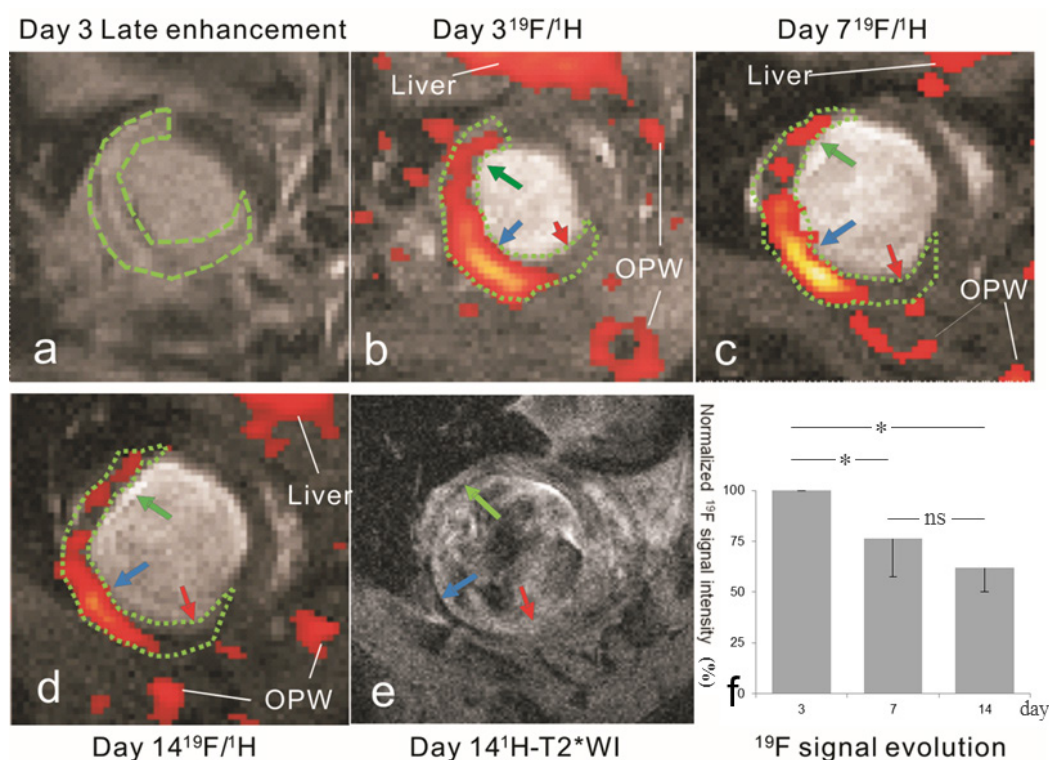 Day 3 Late enhancement
Day 3 ¹⁹F/¹H
Day 7 ¹⁹F/¹H
Liver
OPW
a
b
Liver
OPW
c
Liver
OPW
d
e
Normalized ¹⁹F signal intensity (%)
*
*
ns
100
75
50
25
0
3 7 14 day
f
Day 14 ¹⁹F/¹H
Day 14 ¹H-T2*WI
¹⁹F signal evolution